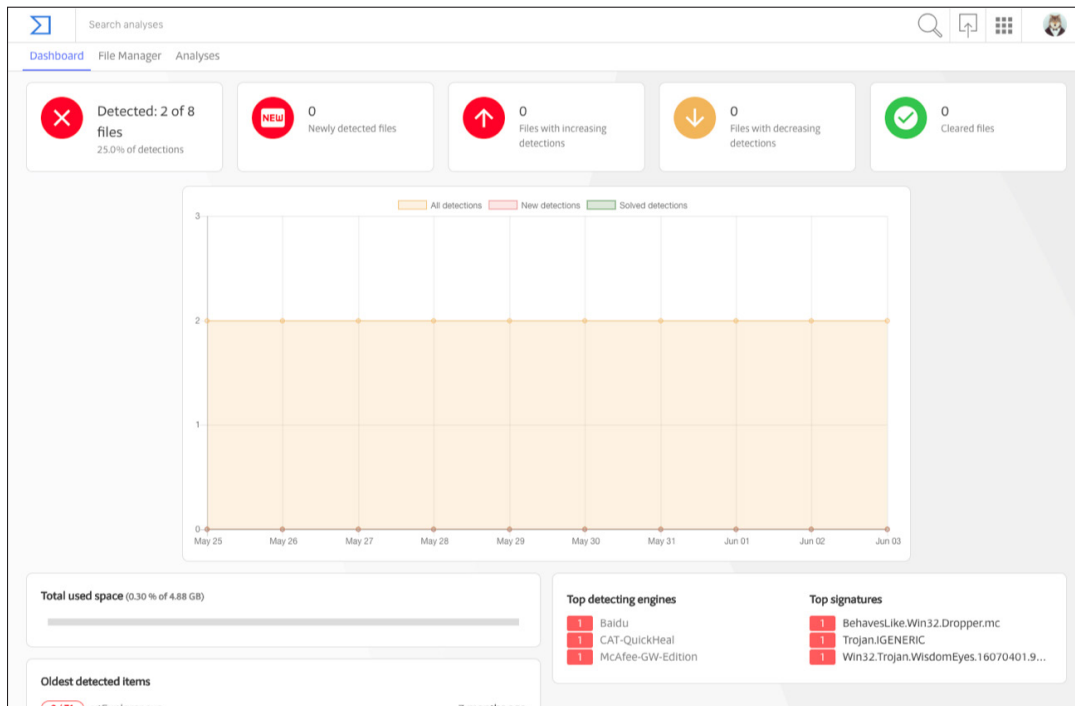 Search analyses
Dashboard File Manager Analyses
Detected: 2 of 8
files
25.0% of detections
NEW
0
Newly detected files
0
Files with increasing
detections
0
Files with decreasing
detections
0
Cleared files
All detections New detections Solved detections
3
2
1
0
May 25 May 26 May 27 May 28 May 29 May 30 May 31 Jun 01 Jun 02 Jun 03
Total used space (0.30 % of 4.88 GB)
Top detecting engines
1 Baidu
1 CAT-QuickHeal
1 McAfee-GW-Edition
Top signatures
1 BehavesLike.Win32.Dropper.mc
1 Trojan.IGENERIC
1 Win32.Trojan.WisdomEyes.16070401.9...
Oldest detected items